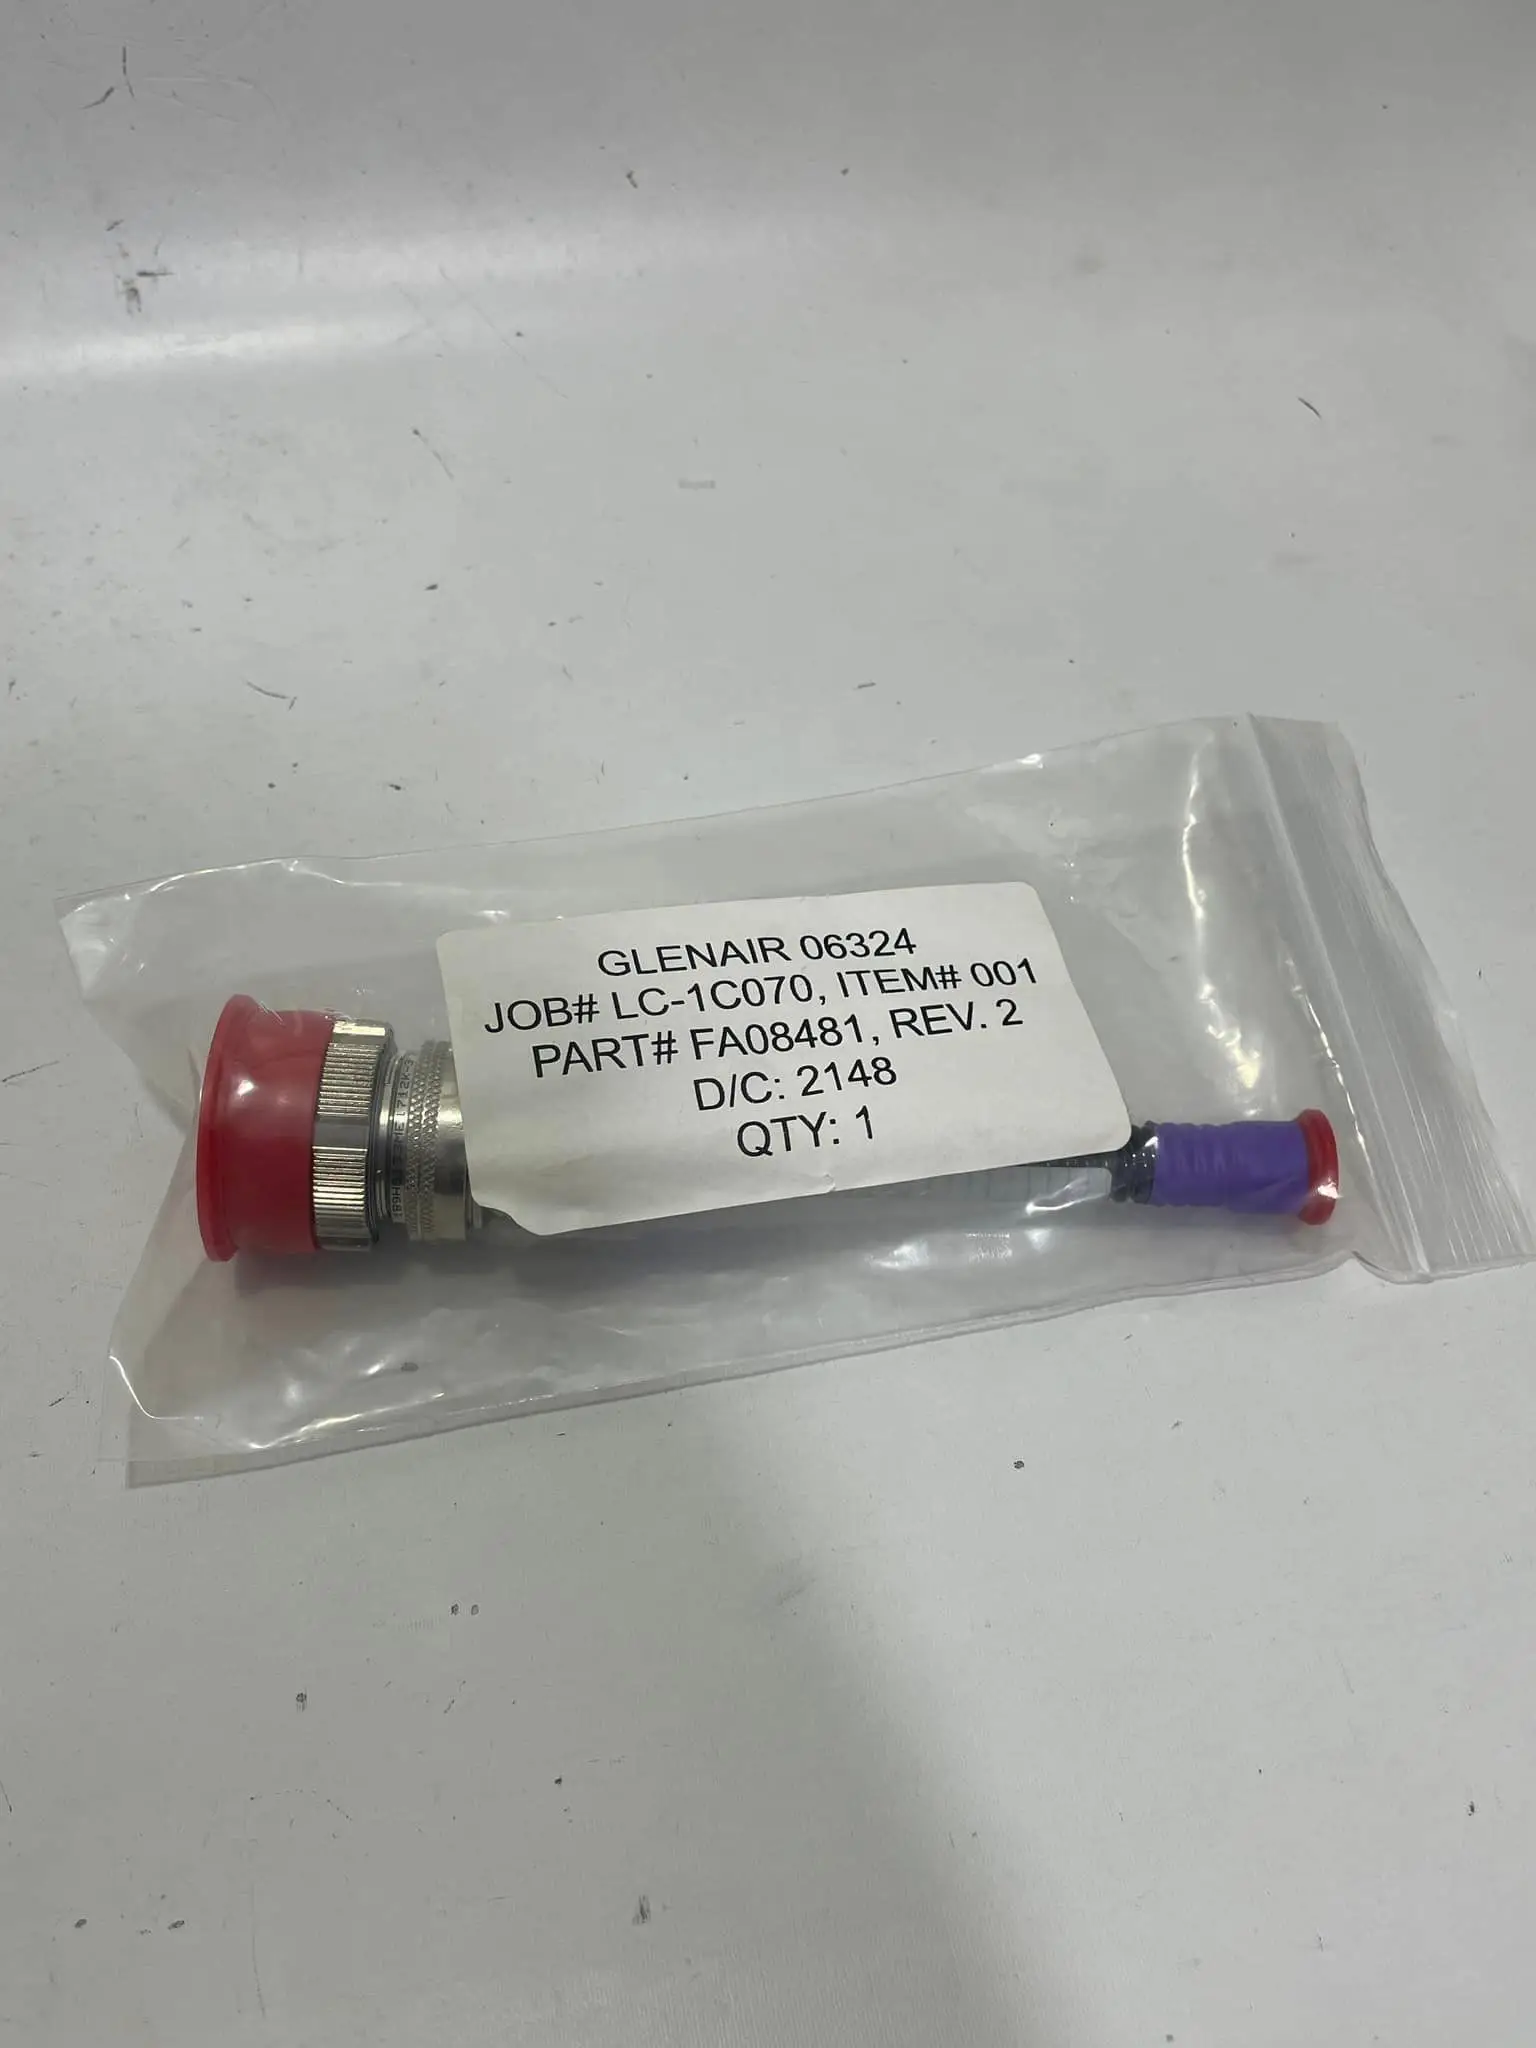 GLENAIR 06324
JOB# LC-1C070, ITEM# 001
PART# FA08481, REV. 2
D/C: 2148
QTY: 1